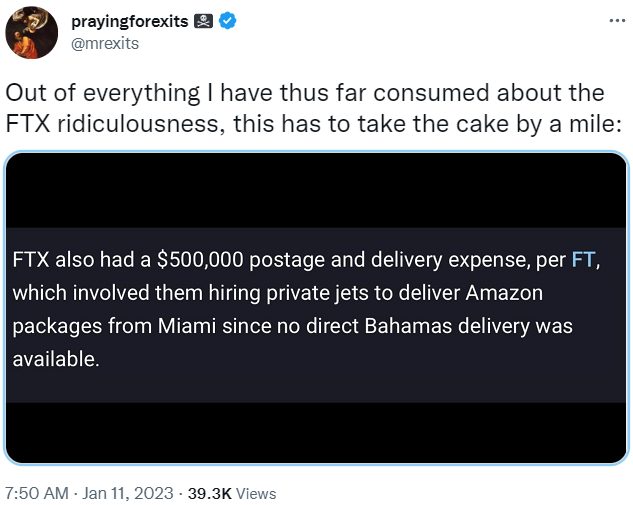 prayingforexits 🏴‍☠️
@mrexits
Out of everything I have thus far consumed about the
FTX ridiculousness, this has to take the cake by a mile:
FTX also had a $500,000 postage and delivery expense, per FT,
which involved them hiring private jets to deliver Amazon
packages from Miami since no direct Bahamas delivery was
available.
7:50 AM · Jan 11, 2023 · 39.3K Views